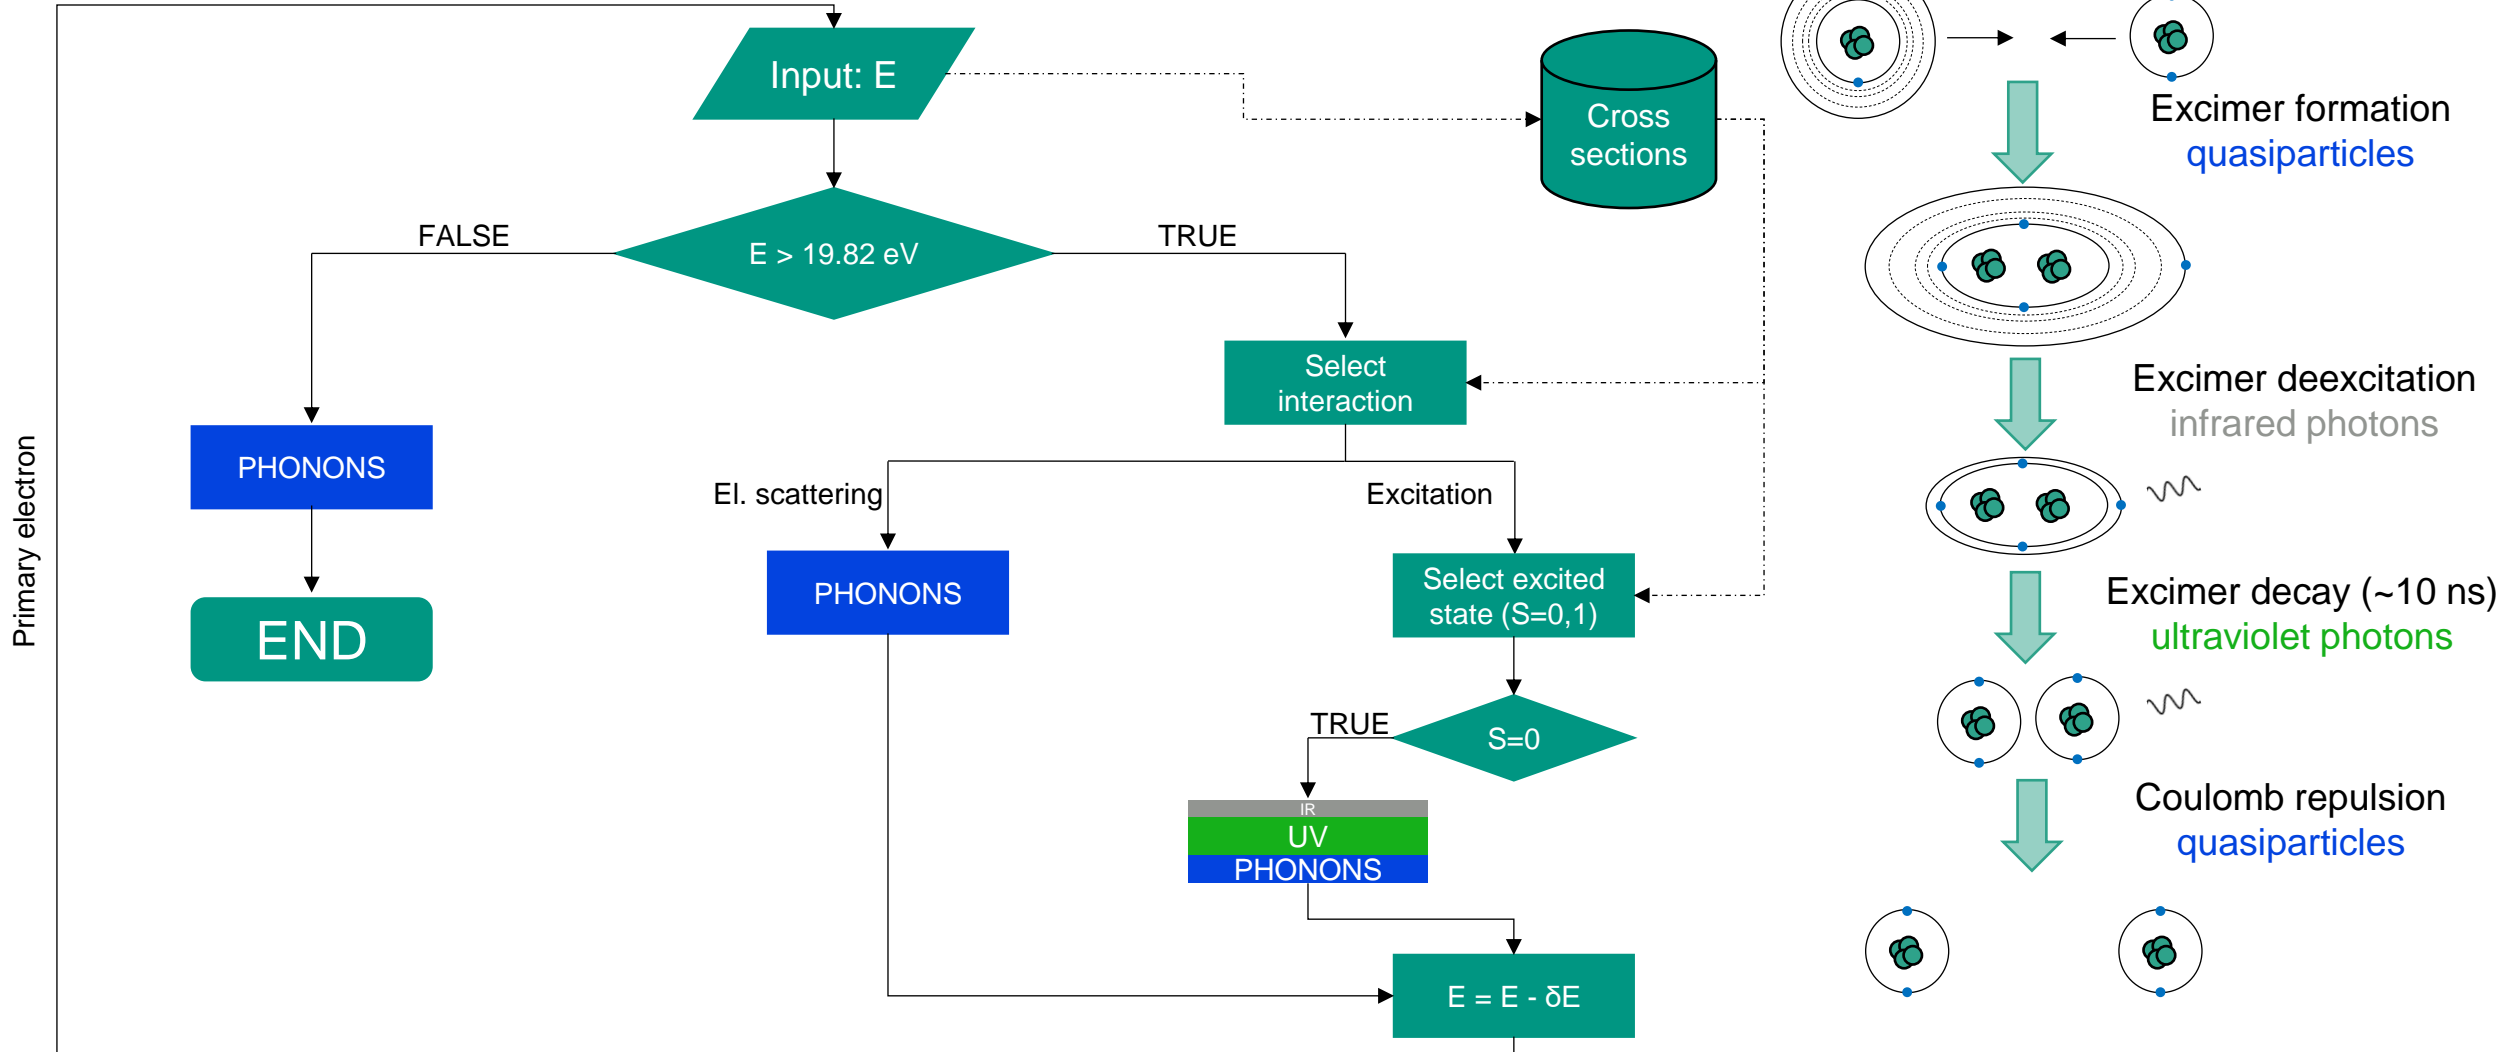 Input: E
Cross
sections
Excimer formation
quasiparticles
FALSE
TRUE
E > 19.82 eV
Select
interaction
Excimer deexcitation
infrared photons
PHONONS
El. scattering
Excitation
Primary electron
PHONONS
Select excited
state (S=0,1)
Excimer decay (~10 ns)
ultraviolet photons
END
TRUE
S=0
IR
UV
PHONONS
Coulomb repulsion
quasiparticles
E = E - δE